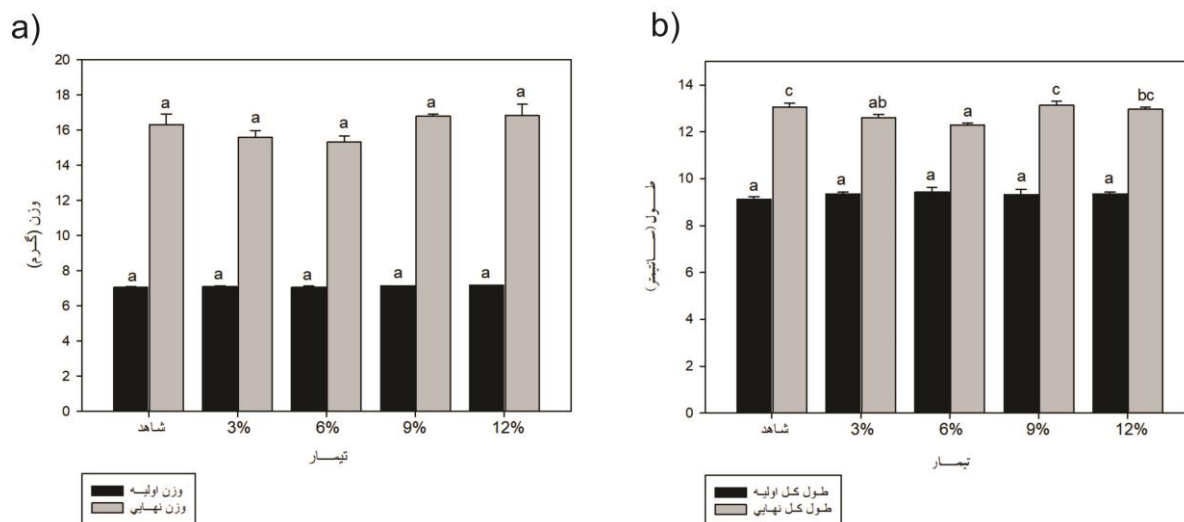 a)
وزن (گرم)
20
18
16
14
12
10
8
6
4
2
0
a a a a a
a a a a a
شاهد 3% 6% 9% 12%
تیمار
وزن اولیه
وزن نهایي
b)
طول (سانتیمتر)
14
12
10
8
6
4
2
0
c ab a c bc
a a a a a
شاهد 3% 6% 9% 12%
تیمار
طول کل اولیه
طول کل نهایي